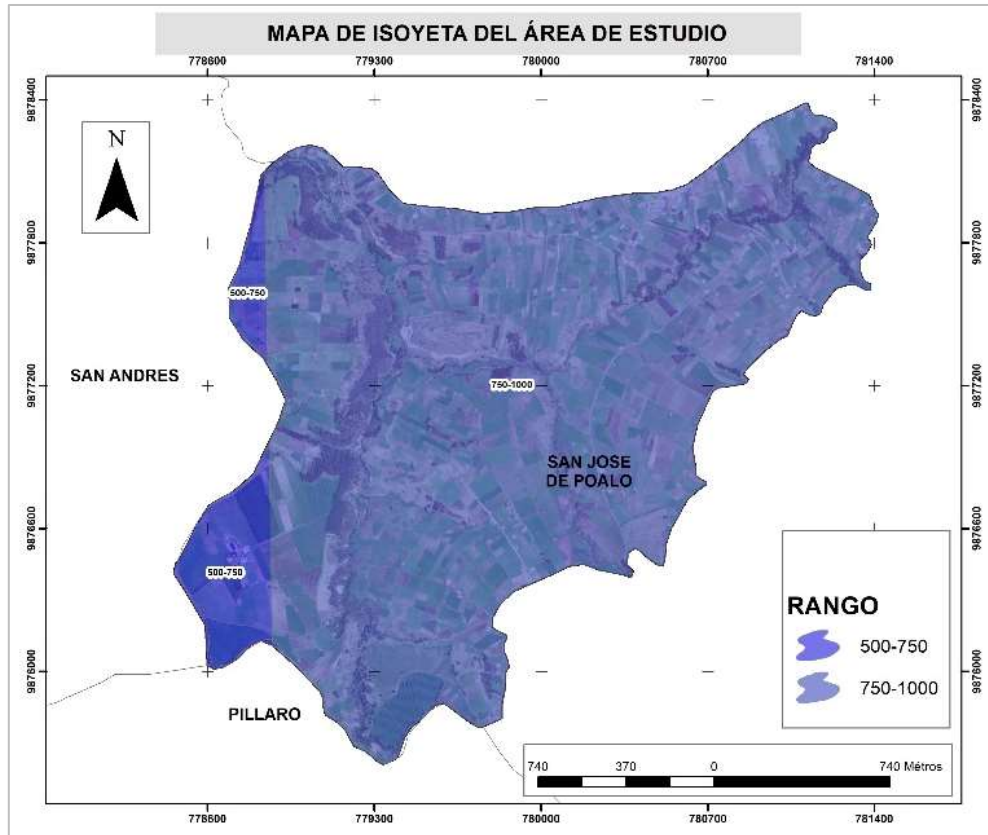 MAPA DE ISOYETA DEL ÁREA DE ESTUDIO
778600 779300 780000 780700 781400
9878400 9878400
N
9877800 9877800
500-750
SAN ANDRES
9877200 9877200
750-1000
SAN JOSE
DE POALO
9876600 9876600
500-750
RANGO
500-750
750-1000
9876000 9876000
PILLARO
740 370 0 740 Métros
778600 779300 780000 780700 781400